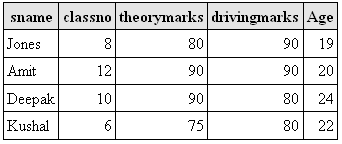 sname classno theorymarks drivingmarks Age
Jones 8 80 90 19
Amit 12 90 90 20
Deepak 10 90 80 24
Kushal 6 75 80 22